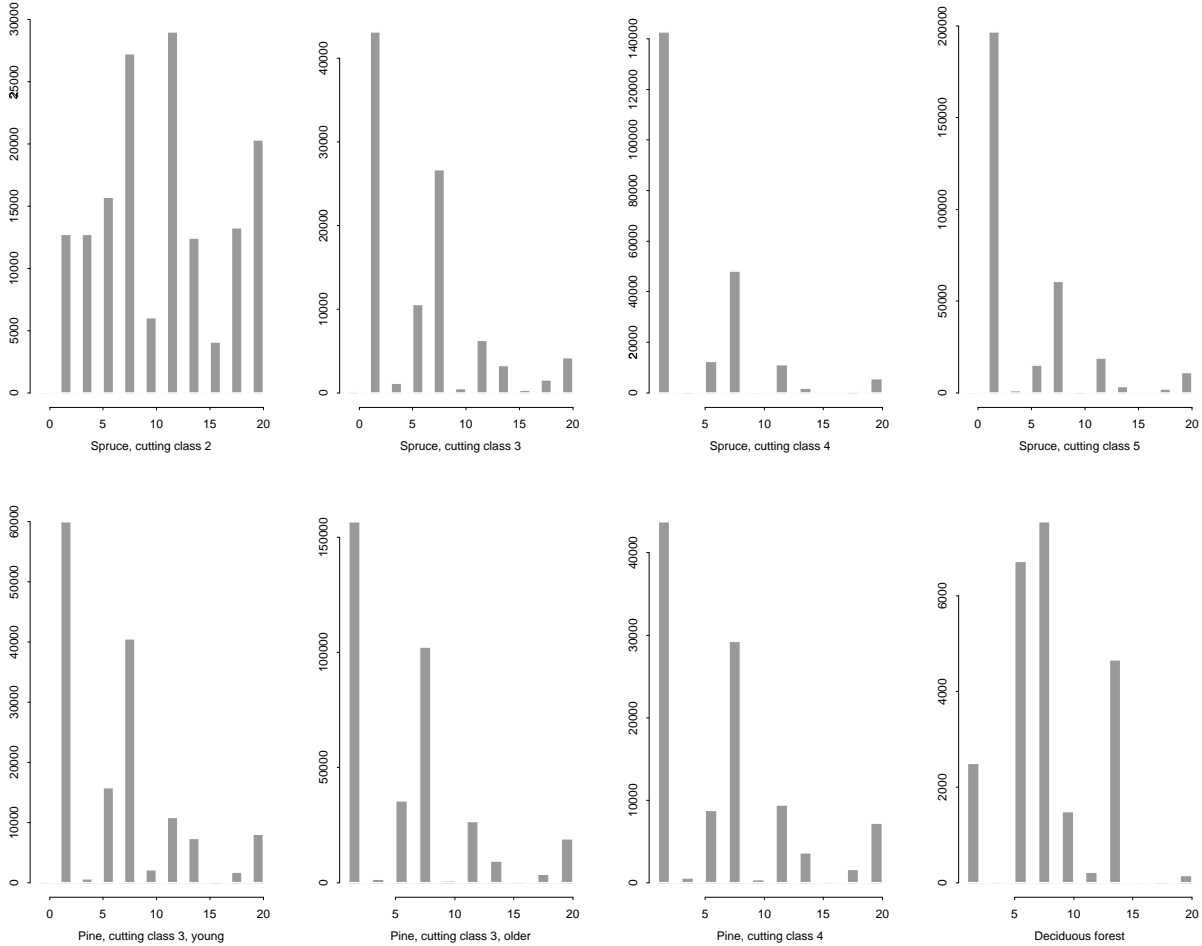 30000
25000
20000
15000
10000
5000
0
0 5 10 15 20
Spruce, cutting class 2
40000
30000
20000
10000
0
0 5 10 15 20
Spruce, cutting class 3
140000
120000
100000
80000
60000
40000
20000
0
5 10 15 20
Spruce, cutting class 4
200000
150000
100000
50000
0
0 5 10 15 20
Spruce, cutting class 5
60000
50000
40000
30000
20000
10000
0
0 5 10 15 20
Pine, cutting class 3, young
150000
100000
50000
0
5 10 15 20
Pine, cutting class 3, older
40000
30000
20000
10000
0
5 10 15 20
Pine, cutting class 4
6000
4000
2000
0
5 10 15 20
Deciduous forest